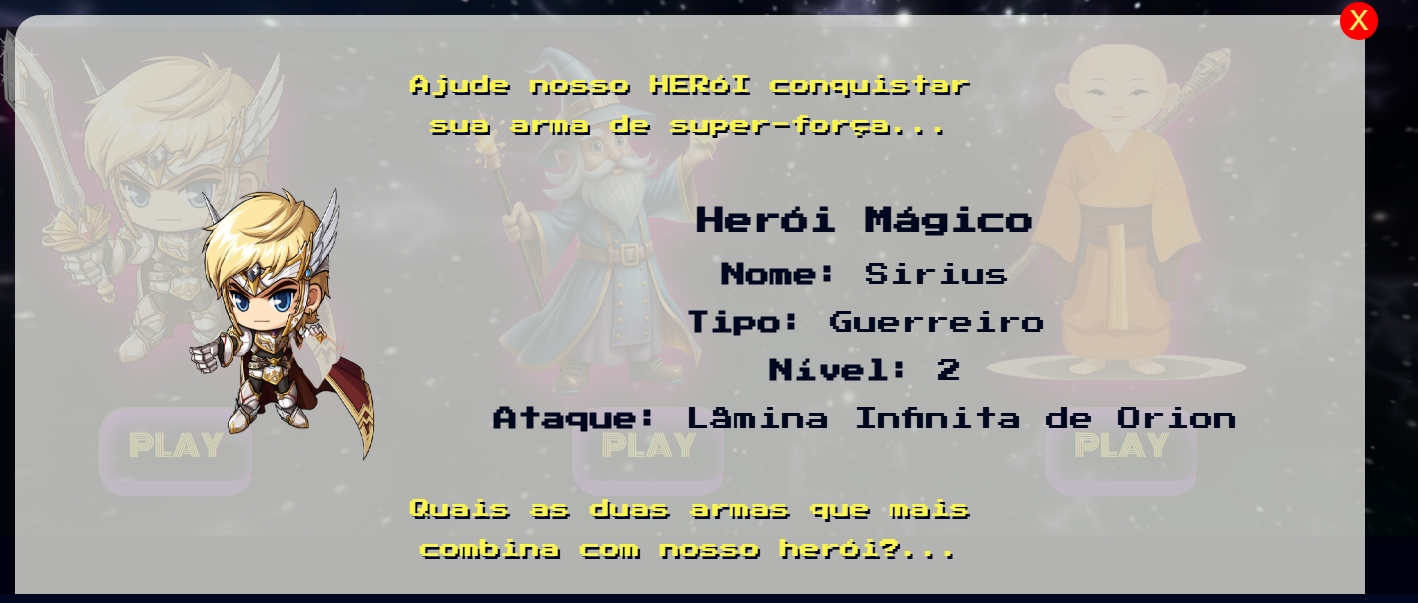 X
Ajude nosso HERóI conquistar
sua arma de super-força...
Herói Mágico
Nome: Sirius
Tipo: Guerreiro
Nível: 2
Ataque: Lâmina Infinita de Orion
PLAY
PLAY
PLAY
Quais as duas armas que mais
combina com nosso herói?...